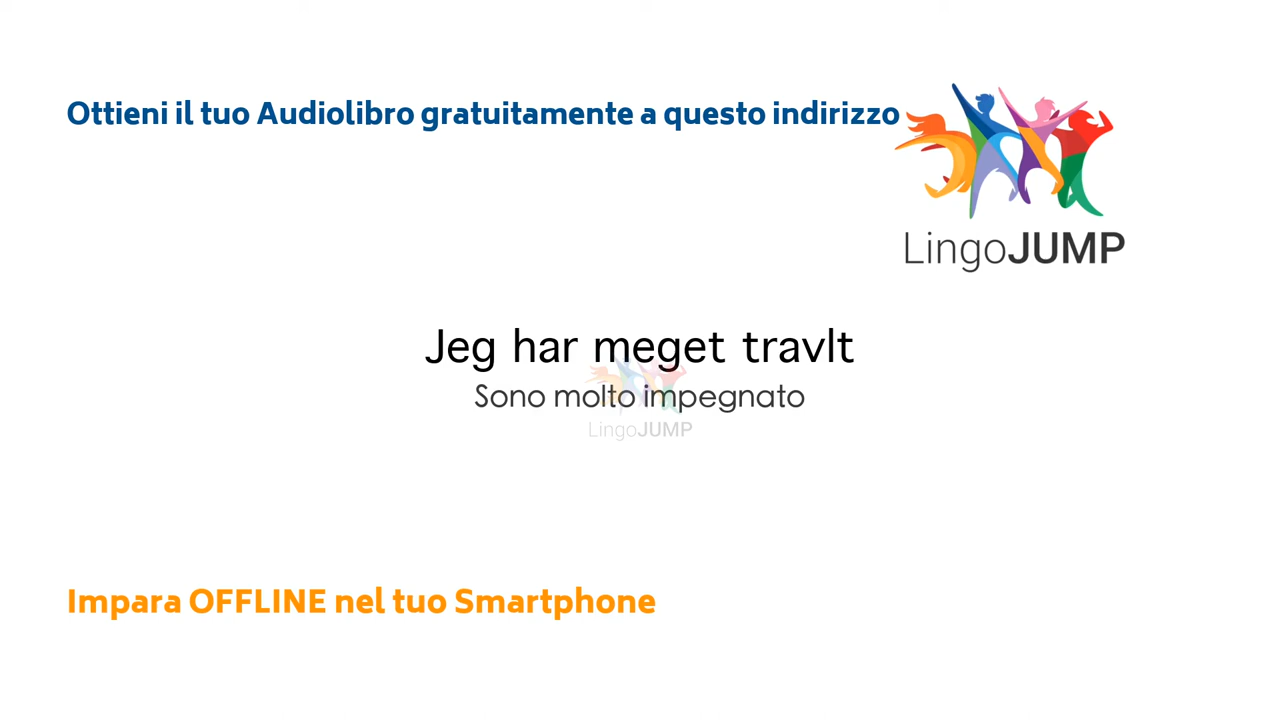 Ottieni il tuo Audiolibro gratuitamente a questo indirizzo
LingoJUMP
Jeg har meget travlt
Sono molto impegnato
LingoJUMP
Impara OFFLINE nel tuo Smartphone